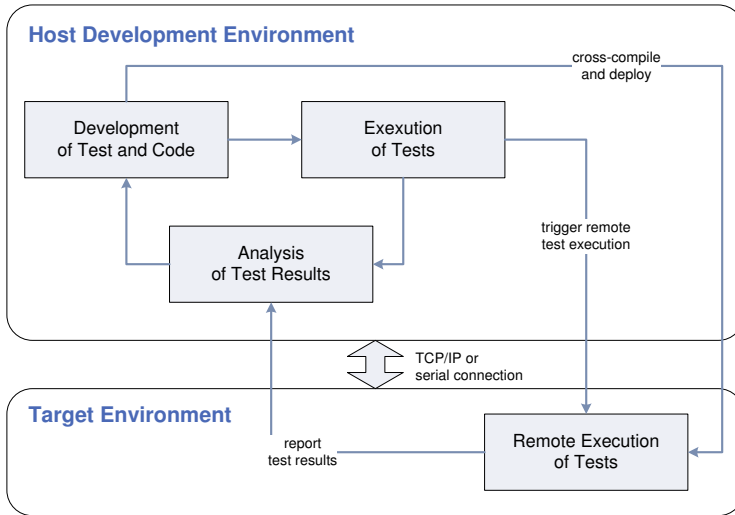 Host Development Environment
cross-compile
and deploy
Development
of Test and Code
Exexution
of Tests
trigger remote
test execution
Analysis
of Test Results
TCP/IP or
serial connection
Target Environment
report
test results
Remote Execution
of Tests